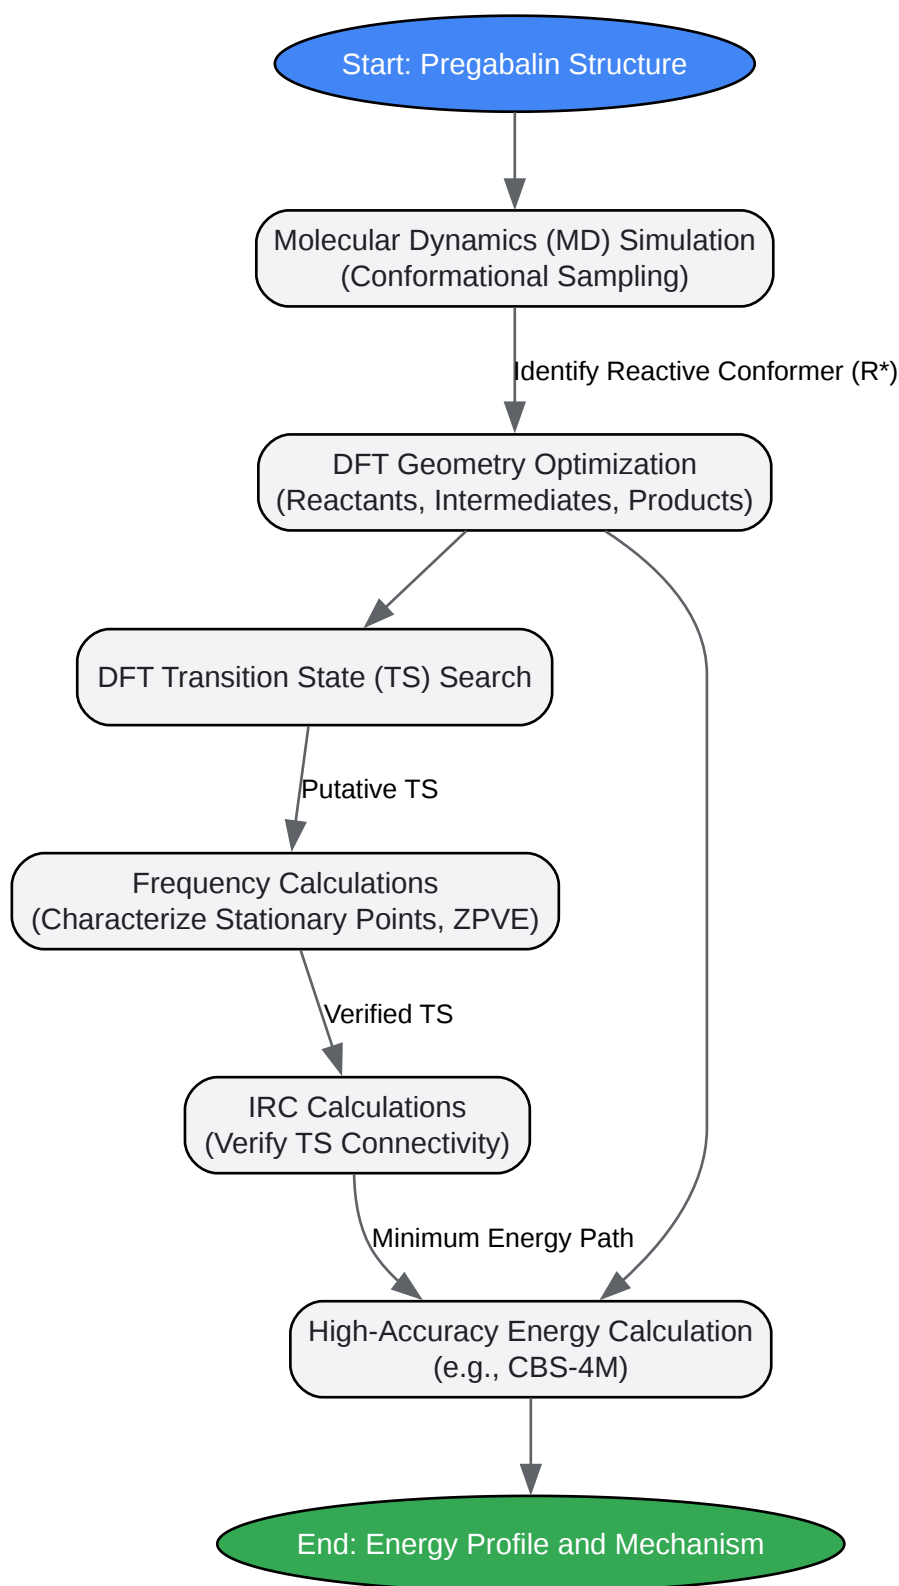 Start: Pregabalin Structure
Molecular Dynamics (MD) Simulation
(Conformational Sampling)
Identify Reactive Conformer (R*)
DFT Geometry Optimization
(Reactants, Intermediates, Products)
DFT Transition State (TS) Search
Putative TS
Frequency Calculations
(Characterize Stationary Points, ZPVE)
Verified TS
IRC Calculations
(Verify TS Connectivity)
Minimum Energy Path
High-Accuracy Energy Calculation
(e.g., CBS-4M)
End: Energy Profile and Mechanism